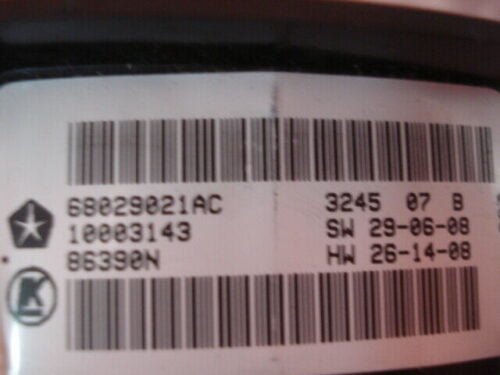 68029021AC 3245 07 B
10003143 SW 29-06-08
86390N HW 26-14-08
K